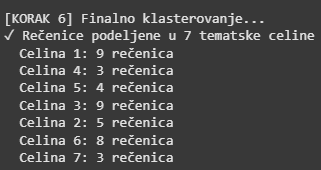 [KORAK 6] Finalno klasterovanje...
✓ Rečenice podeljene u 7 tematske celine
Celina 1: 9 rečenica
Celina 4: 3 rečenica
Celina 5: 4 rečenica
Celina 3: 9 rečenica
Celina 2: 5 rečenica
Celina 6: 8 rečenica
Celina 7: 3 rečenica